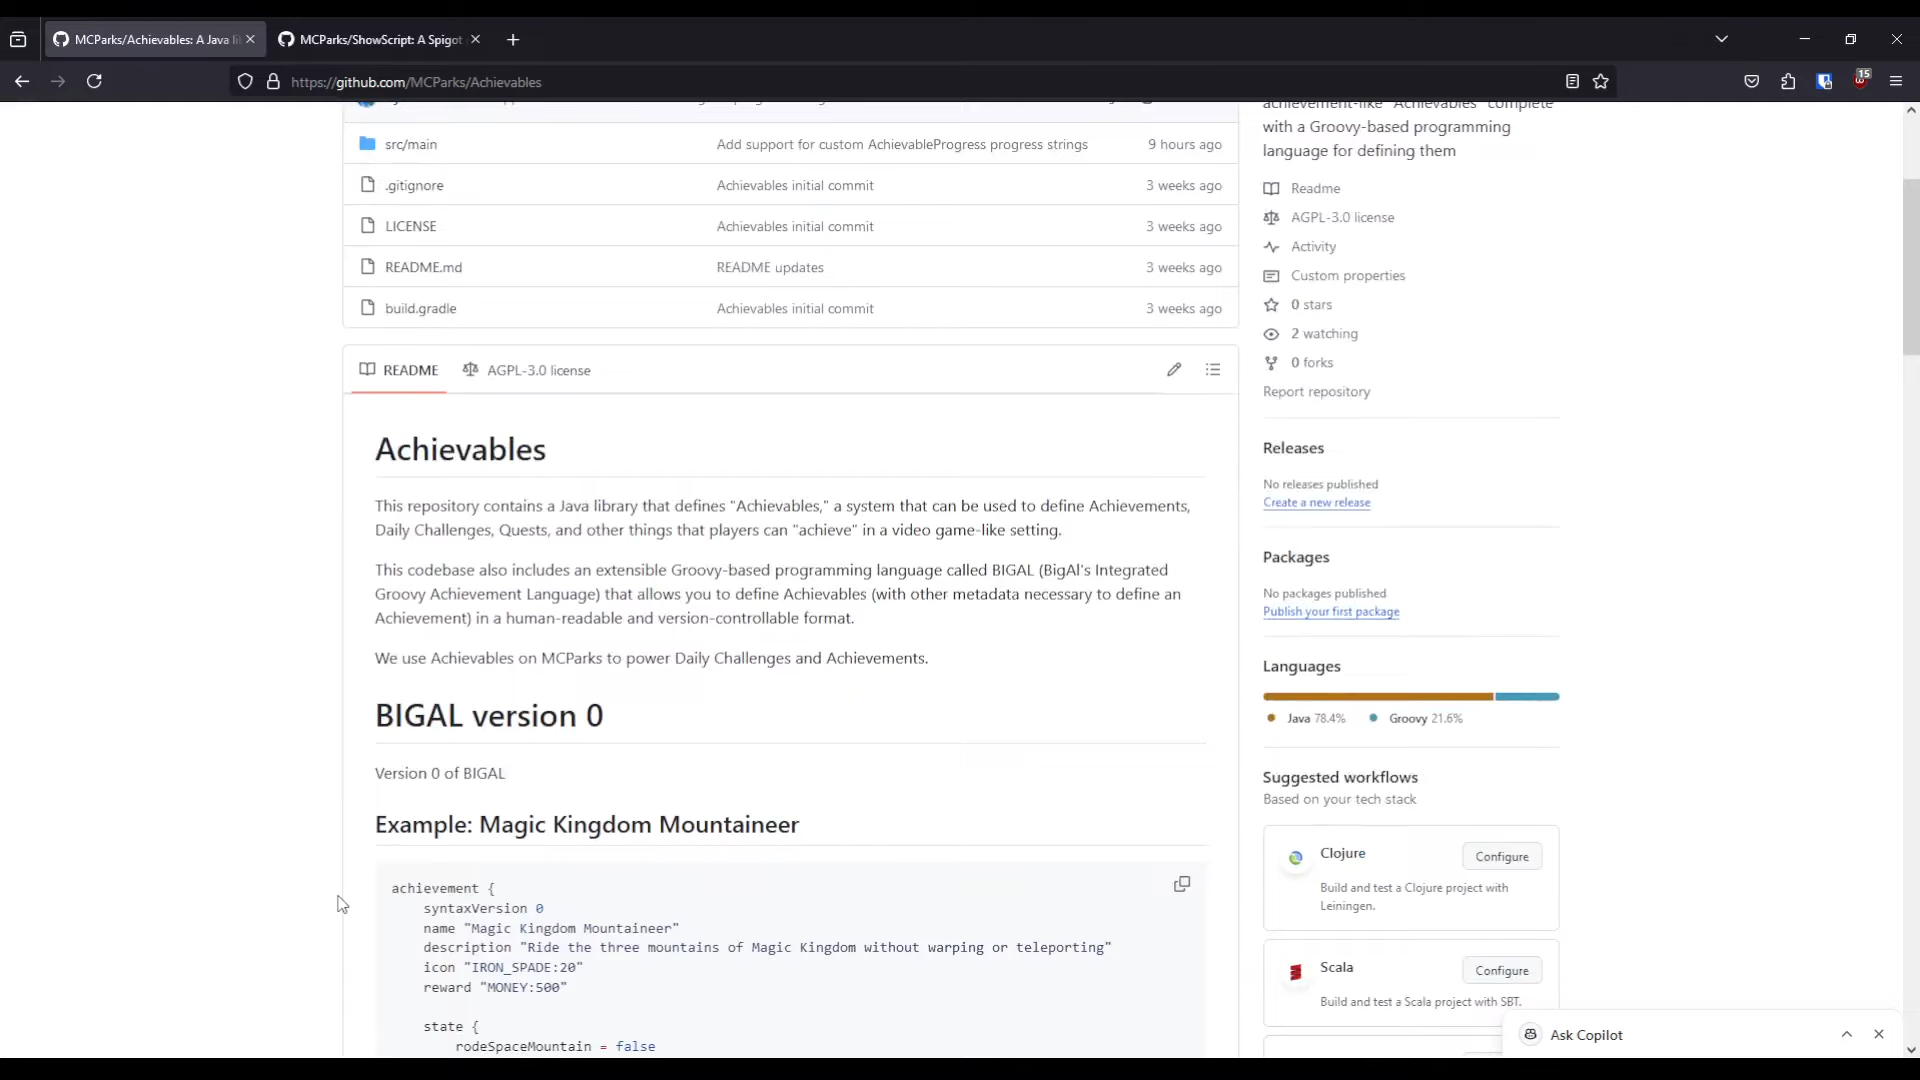 MCParks/Achievables: A Java li
MCParks/ShowScript: A Spigot
https://github.com/MCParks/Achievables
15
achievement-like "Achievables" complete
with a Groovy-based programming
language for defining them
src/main
Add support for custom AchievableProgress progress strings
9 hours ago
.gitignore
Achievables initial commit
3 weeks ago
LICENSE
Achievables initial commit
3 weeks ago
README.md
README updates
3 weeks ago
build.gradle
Achievables initial commit
3 weeks ago
Readme
AGPL-3.0 license
Activity
Custom properties
0 stars
2 watching
0 forks
Report repository
README
AGPL-3.0 license
Achievables
This repository contains a Java library that defines "Achievables," a system that can be used to define Achievements,
Daily Challenges, Quests, and other things that players can "achieve" in a video game-like setting.
This codebase also includes an extensible Groovy-based programming language called BIGAL (BigAl's Integrated
Groovy Achievement Language) that allows you to define Achievables (with other metadata necessary to define an
Achievement) in a human-readable and version-controllable format.
We use Achievables on MCParks to power Daily Challenges and Achievements.
BIGAL version 0
Version 0 of BIGAL
Example: Magic Kingdom Mountaineer
achievement {
syntaxVersion 0
name "Magic Kingdom Mountaineer"
description "Ride the three mountains of Magic Kingdom without warping or teleporting"
icon "IRON_SPADE:20"
reward "MONEY:500"
state {
rodeSpaceMountain = false
Releases
No releases published
Create a new release
Packages
No packages published
Publish your first package
Languages
Java 78.4%
Groovy 21.6%
Suggested workflows
Based on your tech stack
Clojure
Configure
Build and test a Clojure project with
Leiningen.
Scala
Configure
Build and test a Scala project with SBT.
Ask Copilot